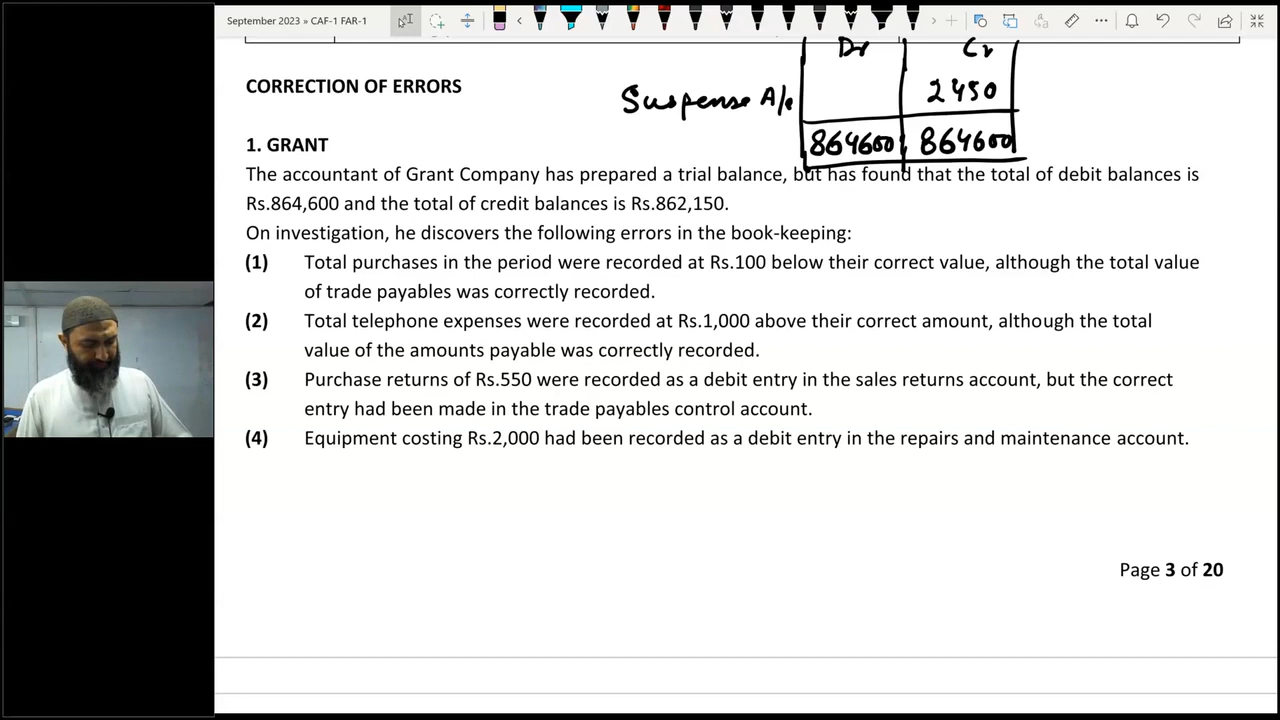 September 2023 » CAF-1 FAR-1
Dr Cr
CORRECTION OF ERRORS
Suspense A/c 2450
864600 864600
1. GRANT
The accountant of Grant Company has prepared a trial balance, but has found that the total of debit balances is
Rs.864,600 and the total of credit balances is Rs.862,150.
On investigation, he discovers the following errors in the book-keeping:
(1) Total purchases in the period were recorded at Rs.100 below their correct value, although the total value
of trade payables was correctly recorded.
(2) Total telephone expenses were recorded at Rs.1,000 above their correct amount, although the total
value of the amounts payable was correctly recorded.
(3) Purchase returns of Rs.550 were recorded as a debit entry in the sales returns account, but the correct
entry had been made in the trade payables control account.
(4) Equipment costing Rs.2,000 had been recorded as a debit entry in the repairs and maintenance account.
Page 3 of 20